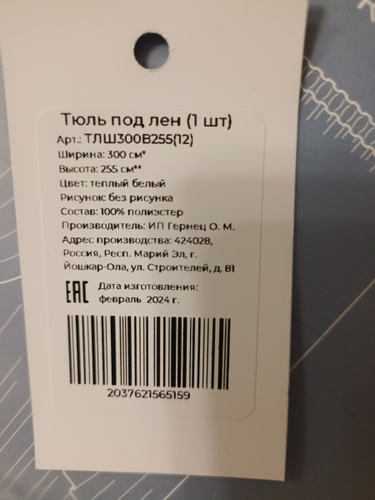 Тюль под лен (1 шт)
Арт.: ТЛШ300В255(12)
Ширина: 300 см*
Высота: 255 см**
Цвет: теплый белый
Рисунок: без рисунка
Состав: 100% полиэстер
Производитель: ИП Гернец О. М.
Адрес производства: 424028,
Россия, Респ. Марий Эл, г.
Йошкар-Ола, ул. Строителей, д. 81
ЕАС
Дата изготовления:
февраль 2024 г.
2037621565159